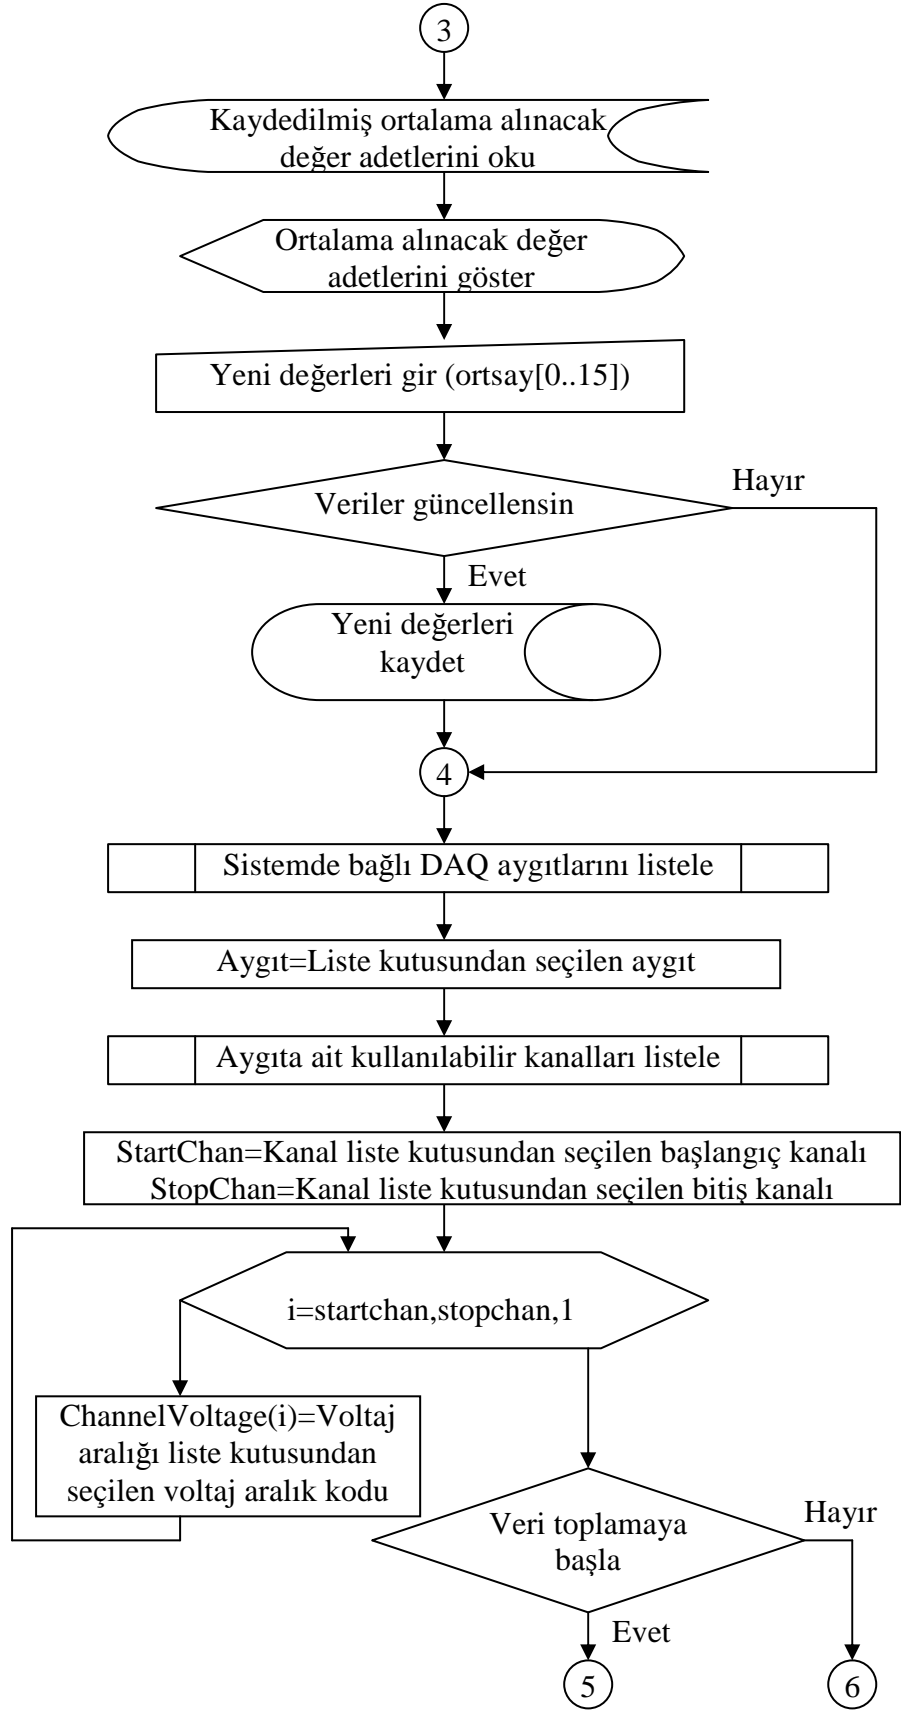 3
Kaydedilmiş ortalama alınacak
değer adetlerini oku
Ortalama alınacak değer
adetlerini göster
Yeni değerleri gir (ortsay[0..15])
Veriler güncellensin
Hayır
Evet
Yeni değerleri
kaydet
4
Sistemde bağlı DAQ aygıtlarını listele
Aygıt=Liste kutusundan seçilen aygıt
Aygıta ait kullanılabilir kanalları listele
StartChan=Kanal liste kutusundan seçilen başlangıç kanalı
StopChan=Kanal liste kutusundan seçilen bitiş kanalı
i=startchan,stopchan,1
ChannelVoltage(i)=Voltaj
aralığı liste kutusundan
seçilen voltaj aralık kodu
Veri toplamaya
başla
Hayır
Evet
5
6